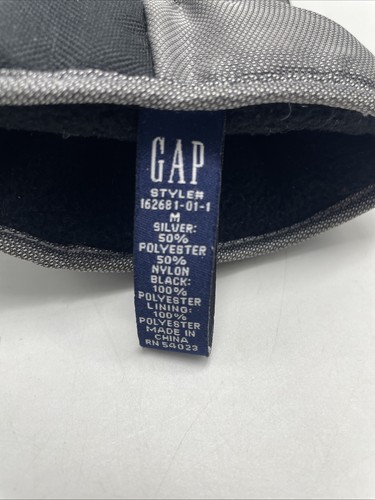 GAP
STYLE#
162681-01-1
M
SILVER:
50%
POLYESTER
50%
NYLON
BLACK:
100%
POLYESTER
LINING:
100%
POLYESTER
MADE IN
CHINA
RN 54023